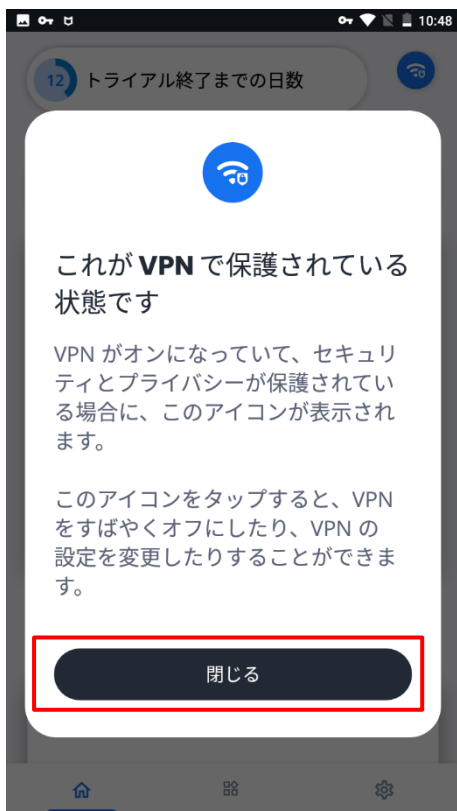 10:48
12 トライアル終了までの日数
これが VPN で保護されている
状態です
VPN がオンになっていて、セキュリ
ティとプライバシーが保護されてい
る場合に、このアイコンが表示され
ます。
このアイコンをタップすると、VPN
をすばやくオフにしたり、VPN の
設定を変更したりすることができま
す。
閉じる